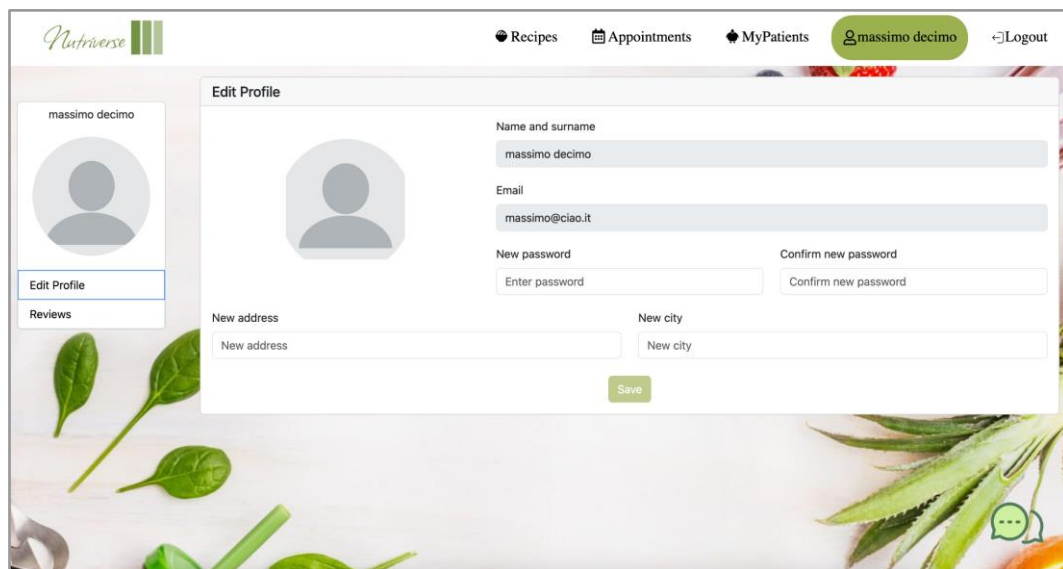 Nutriverse
Recipes Appointments MyPatients massimo decimo Logout
massimo decimo
Edit Profile
Reviews
Edit Profile
Name and surname
massimo decimo
Email
massimo@ciao.it
New password Confirm new password
Enter password Confirm new password
New address New city
New address New city
Save